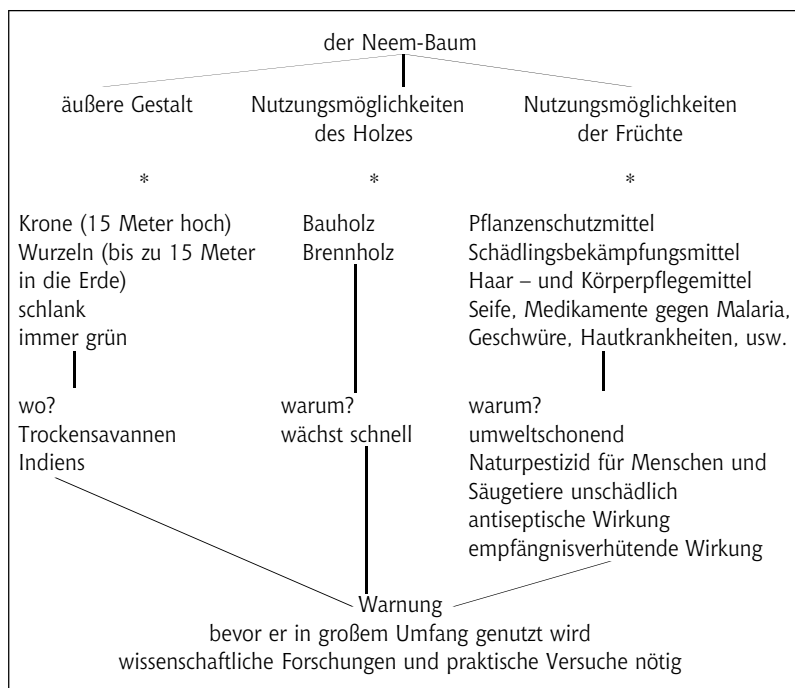 der Neem-Baum
äußere Gestalt
Nutzungsmöglichkeiten
des Holzes
Nutzungsmöglichkeiten
der Früchte
*
*
*
Krone (15 Meter hoch)
Wurzeln (bis zu 15 Meter
in die Erde)
schlank
immer grün
Bauholz
Brennholz
Pflanzenschutzmittel
Schädlingsbekämpfungsmittel
Haar – und Körperpflegemittel
Seife, Medikamente gegen Malaria,
Geschwüre, Hautkrankheiten, usw.
wo?
Trockensavannen
Indiens
warum?
wächst schnell
warum?
umweltschonend
Naturpestizid für Menschen und
Säugetiere unschädlich
antiseptische Wirkung
empfängnisverhütende Wirkung
Warnung
bevor er in großem Umfang genutzt wird
wissenschaftliche Forschungen und praktische Versuche nötig